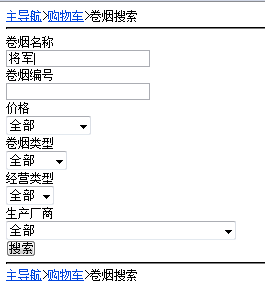 主导航>购物车>卷烟搜索
卷烟名称
将军
卷烟编号
价格
全部
卷烟类型
全部
经营类型
全部
生产厂商
全部
搜索
主导航>购物车>卷烟搜索